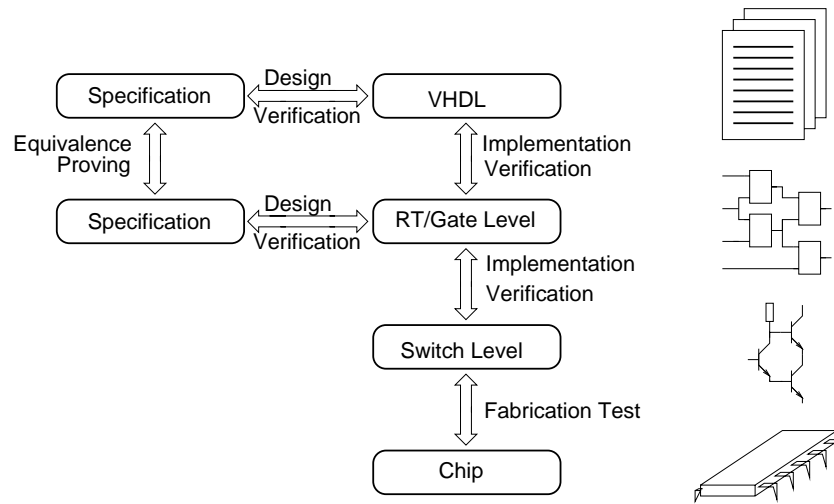 Design
Specification
VHDL
Verification
Equivalence
Proving
Implementation
Verification
Design
Specification
RT/Gate Level
Verification
Implementation
Verification
Switch Level
Fabrication Test
Chip